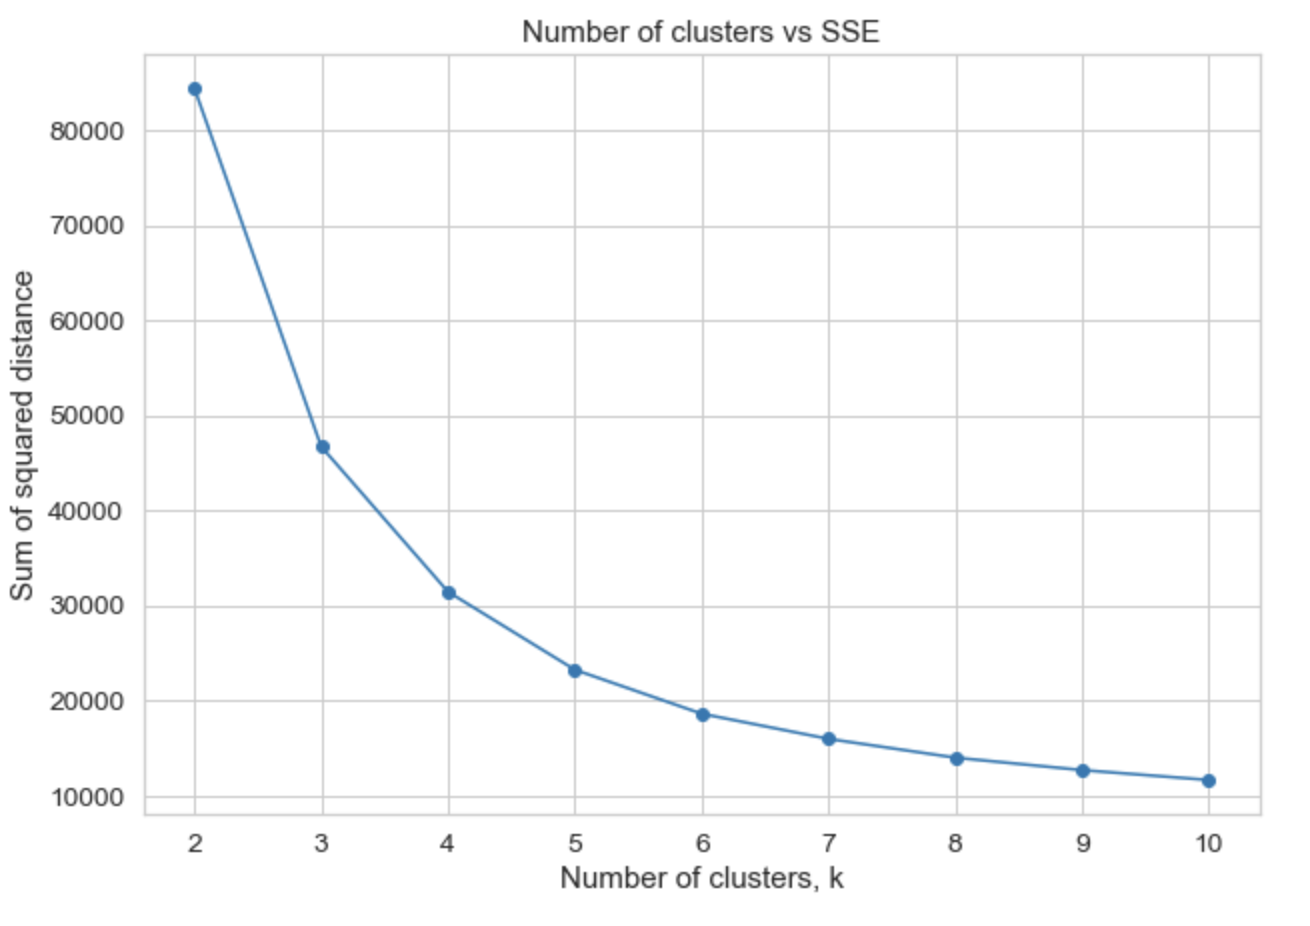 Number of clusters vs SSE
Sum of squared distance
80000
70000
60000
50000
40000
30000
20000
10000
2 3 4 5 6 7 8 9 10
Number of clusters, k